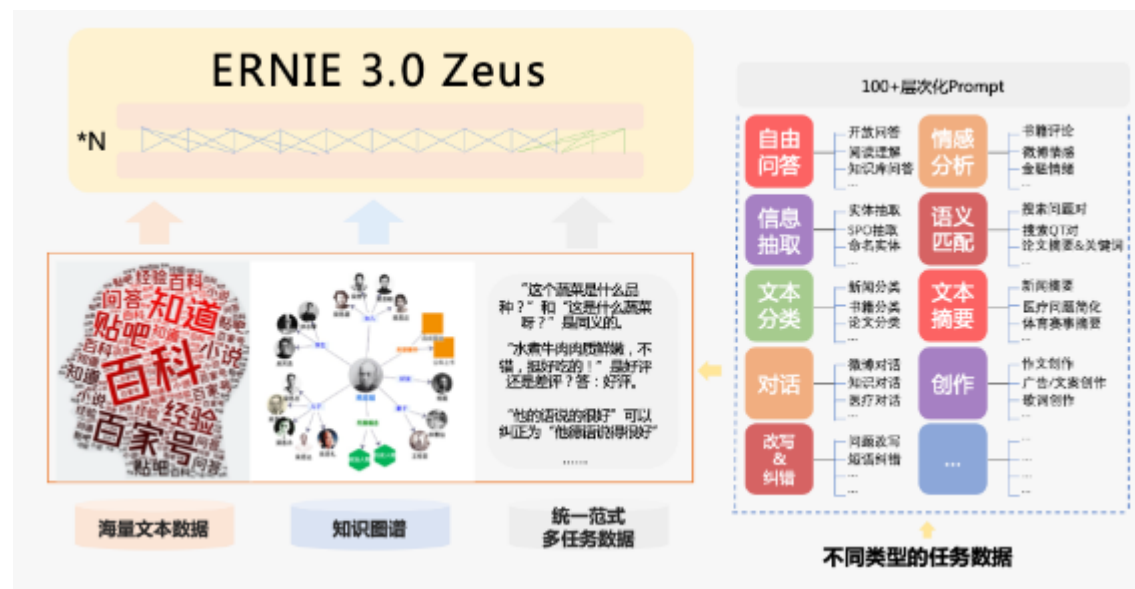 ERNIE 3.0 Zeus
*N
100+层次化Prompt
自由
问答
开放问答
阅读理解
知识库问答
...
情感
分析
书籍评论
微博情感
金融情绪
...
信息
抽取
实体抽取
SPO抽取
命名实体
...
语义
匹配
搜索问题对
搜索QT对
论文摘要&关键词
...
文本
分类
新闻分类
书籍分类
论文分类
...
文本
摘要
新闻摘要
医疗问题简化
体育赛事摘要
...
对话
微博对话
知识对话
医疗对话
...
创作
作文创作
广告/文案创作
歌词创作
...
改写
&
纠错
问题改写
短语纠错
...
...
...
...
...
...
...
不同类型的任务数据
经验百科
问答
知道
小说
贴吧
知道
百科
小说
知道
经验
百家号
贴吧
问答
“这个蔬菜是什么品
种？”和“这是什么蔬菜
呀？”是同义的。
“水煮牛肉肉质鲜嫩，不
错，挺好吃的！”是好评
还是差评？答：好评。
“他的语说的很好”可以
纠正为“他德语说得很好”
......
海量文本数据
知识图谱
统一范式
多任务数据